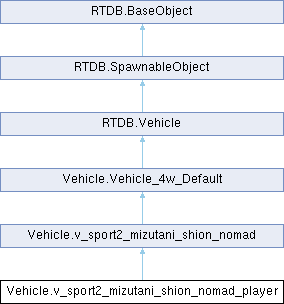 RTDB.BaseObject
RTDB.SpawnableObject
RTDB.Vehicle
Vehicle.Vehicle_4w_Default
Vehicle.v_sport2_mizutani_shion_nomad
Vehicle.v_sport2_mizutani_shion_nomad_player